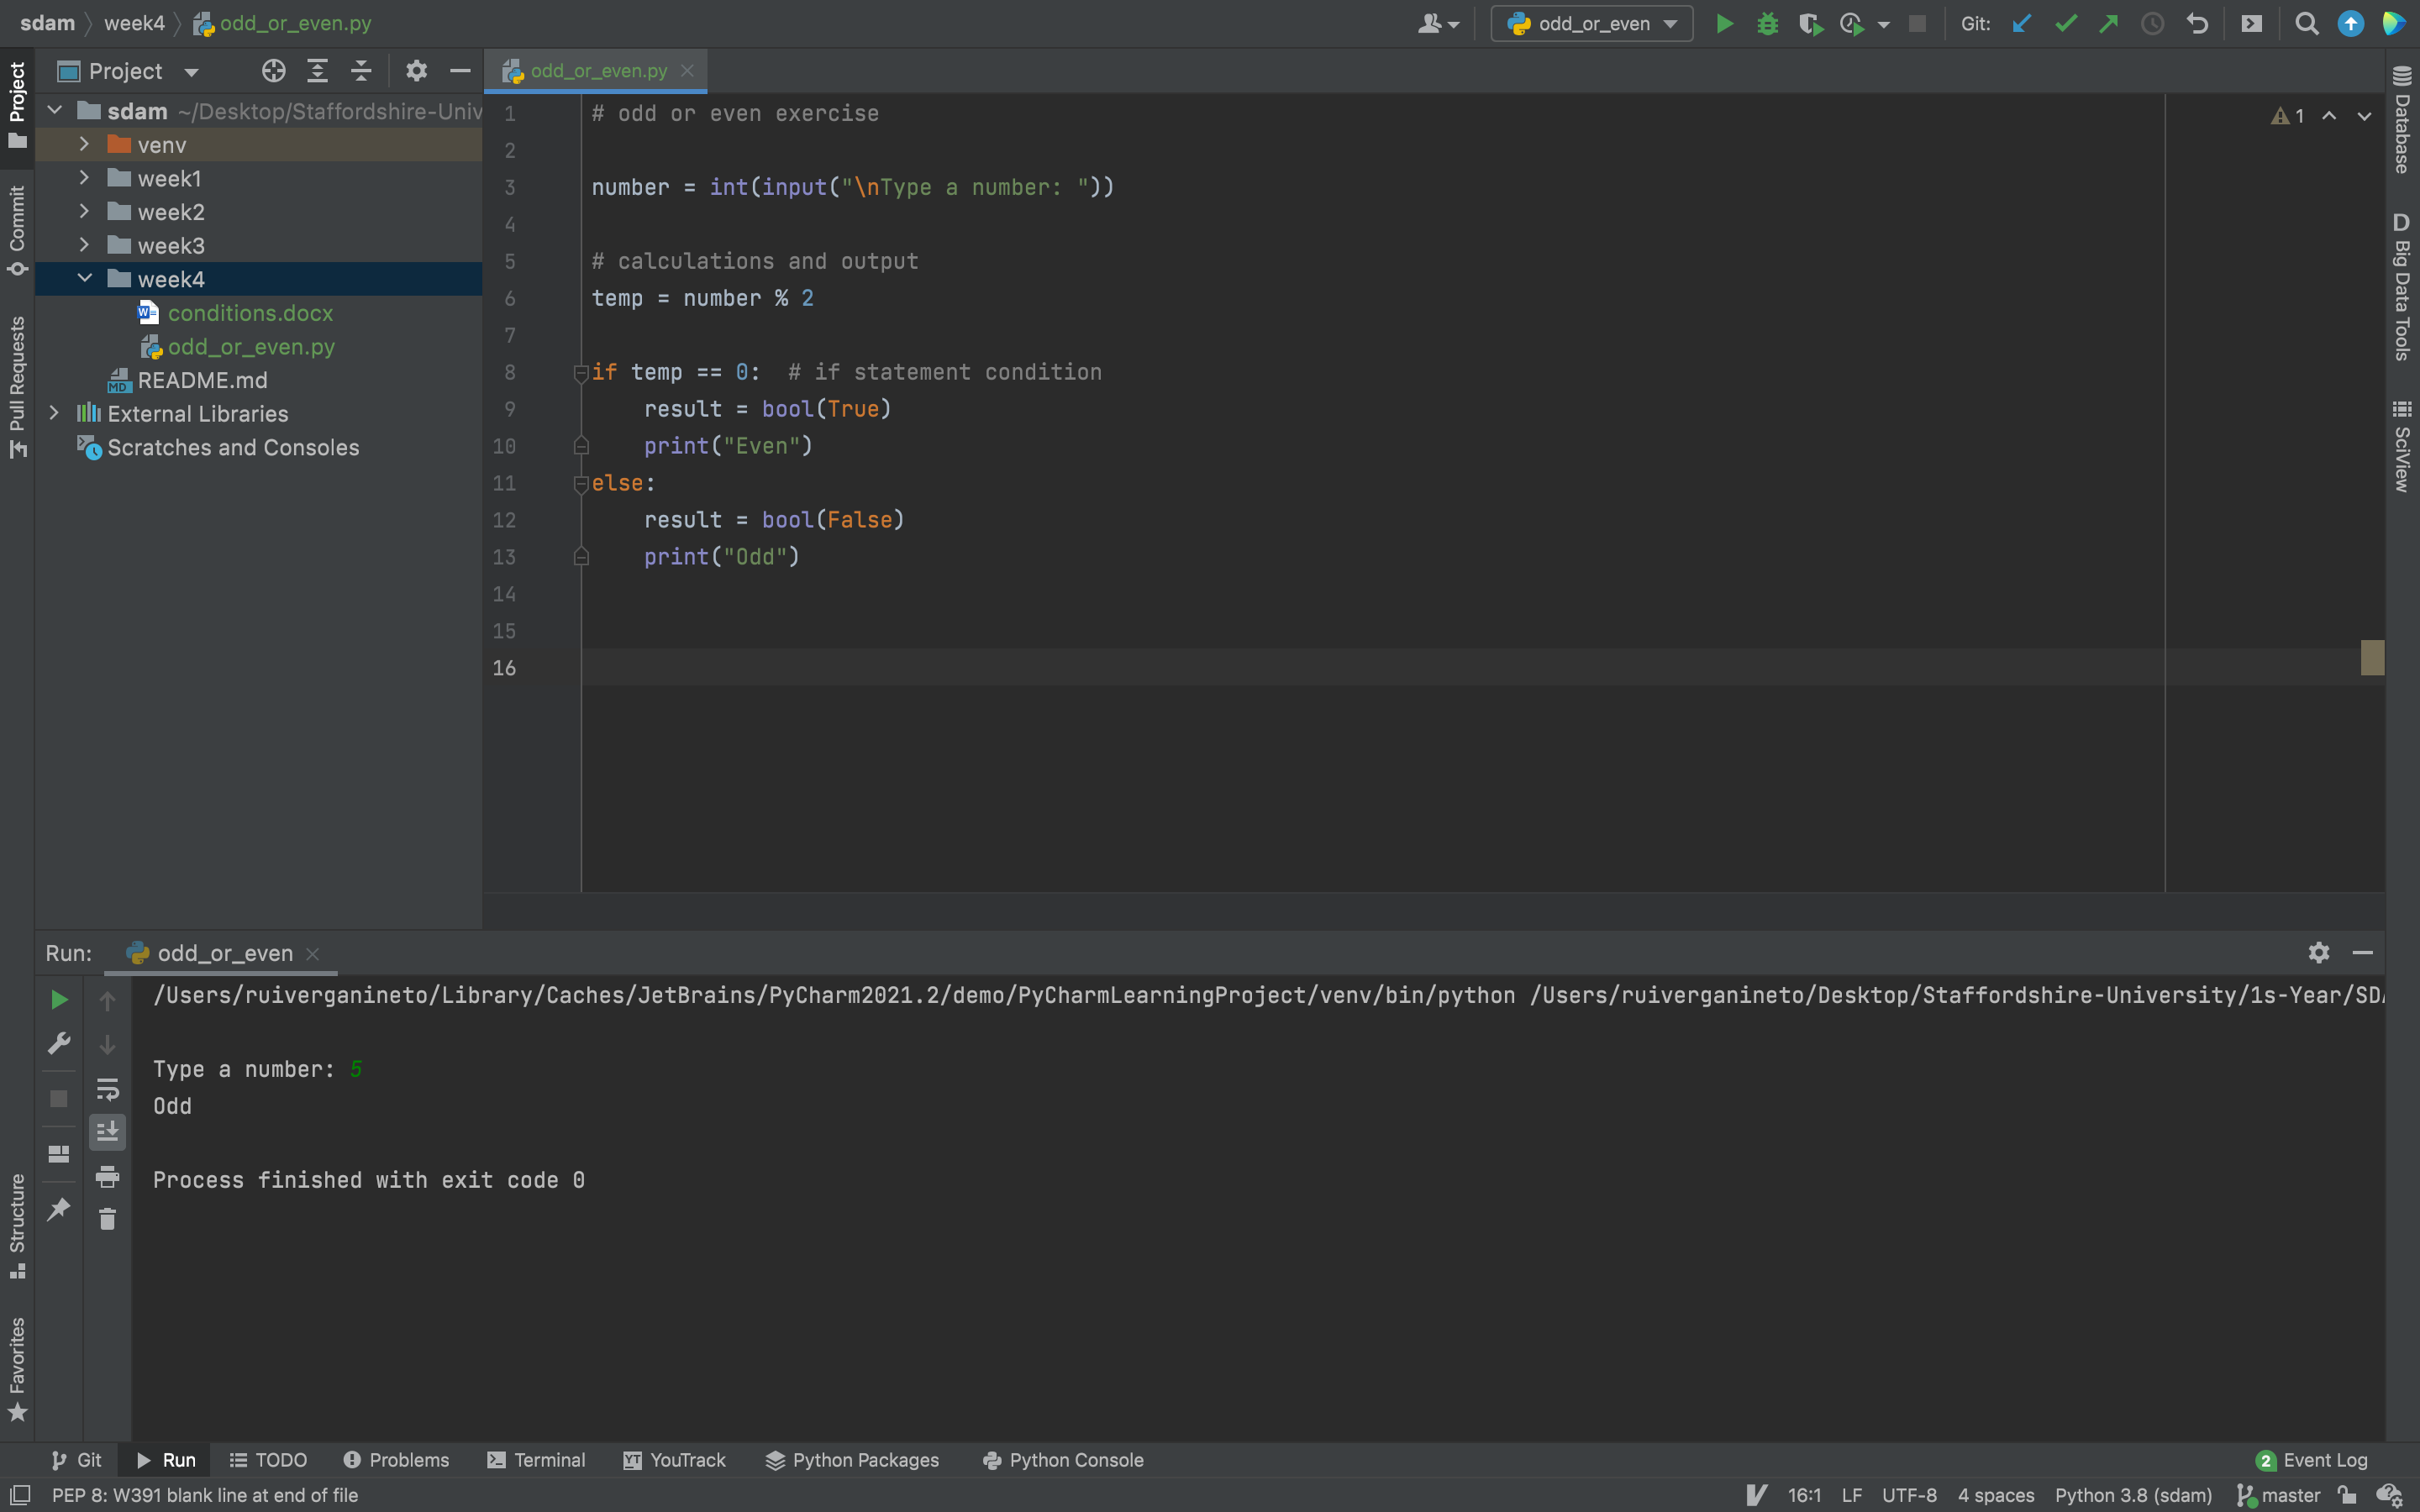 sdam week4 odd_or_even.py
odd_or_even Git:
Project
odd_or_even.py
sdam ~/Desktop/Staffordshire-Univ
venv
week1
week2
week3
week4
conditions.docx
odd_or_even.py
README.md
External Libraries
Scratches and Consoles
Project
Commit
Pull Requests
Structure
Favorites
1 # odd or even exercise
2
3 number = int(input("\nType a number: "))
4
5 # calculations and output
6 temp = number % 2
7
8 if temp == 0:  # if statement condition
9     result = bool(True)
10     print("Even")
11 else:
12     result = bool(False)
13     print("Odd")
14
15
16
1
Database
D Big Data Tools
SciView
Run: odd_or_even
/Users/ruiverganineto/Library/Caches/JetBrains/PyCharm2021.2/demo/PyCharmLearningProject/venv/bin/python /Users/ruiverganineto/Desktop/Staffordshire-University/1s-Year/SDA
Type a number: 5
Odd
Process finished with exit code 0
Git Run TODO Problems Terminal YT YouTrack Python Packages Python Console 2 Event Log
PEP 8: W391 blank line at end of file 16:1 LF UTF-8 4 spaces Python 3.8 (sdam) master